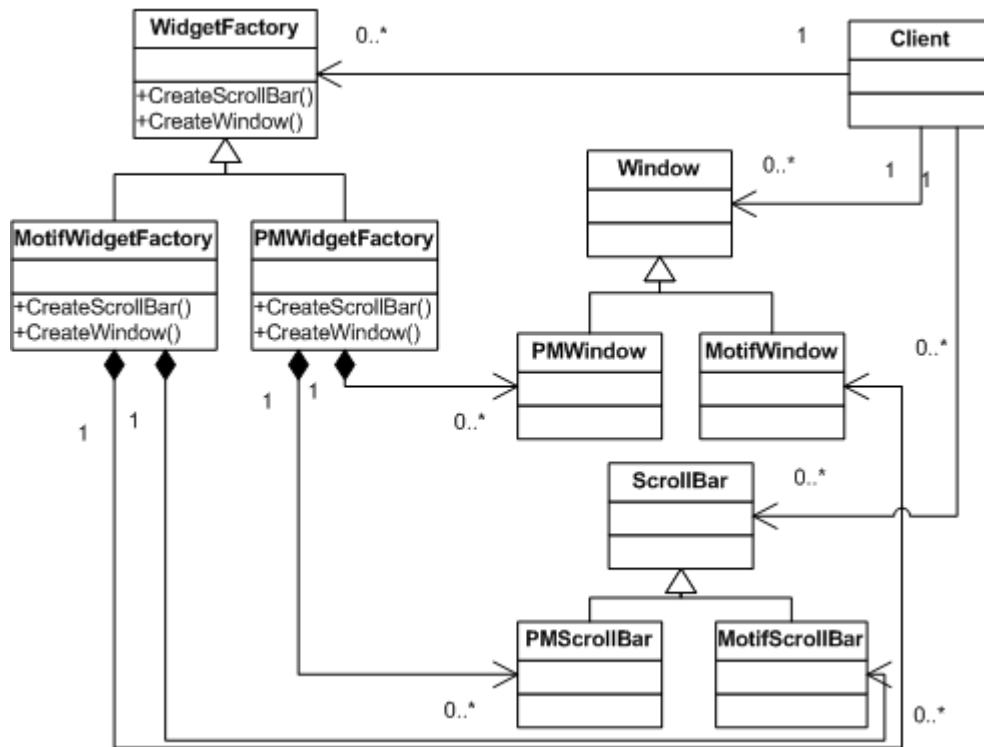 WidgetFactory
+CreateScrollBar()
+CreateWindow()
0..*
1
Client
Window
0..*
1
1
MotifWidgetFactory
+CreateScrollBar()
+CreateWindow()
PMWidgetFactory
+CreateScrollBar()
+CreateWindow()
PMWindow
MotifWindow
0..*
1
1
1
1
0..*
ScrollBar
0..*
PMScrollBar
MotifScrollBar
0..*
0..*